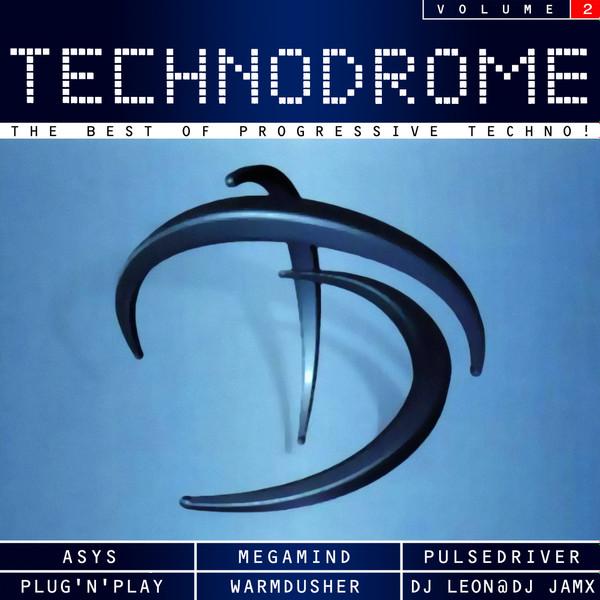 VOLUME 2
TECHNODROME
THE BEST OF PROGRESSIVE TECHNO!
ASYS MEGAMIND PULSEDRIVER
PLUG'N'PLAY WARMDUSHER DJ LEON@DJ JAMX